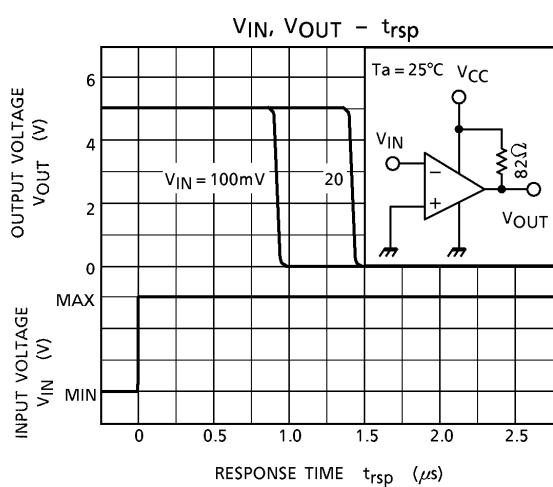 VIN, VOUT – trsp
OUTPUT VOLTAGE
VOUT (V)
6
4
2
0
VIN = 100mV
20
Ta = 25°C
VCC
VIN
82Ω
−
+
VOUT
INPUT VOLTAGE
VIN (V)
MAX
MIN
0
0.5
1.0
1.5
2.0
2.5
RESPONSE TIME trsp (μs)